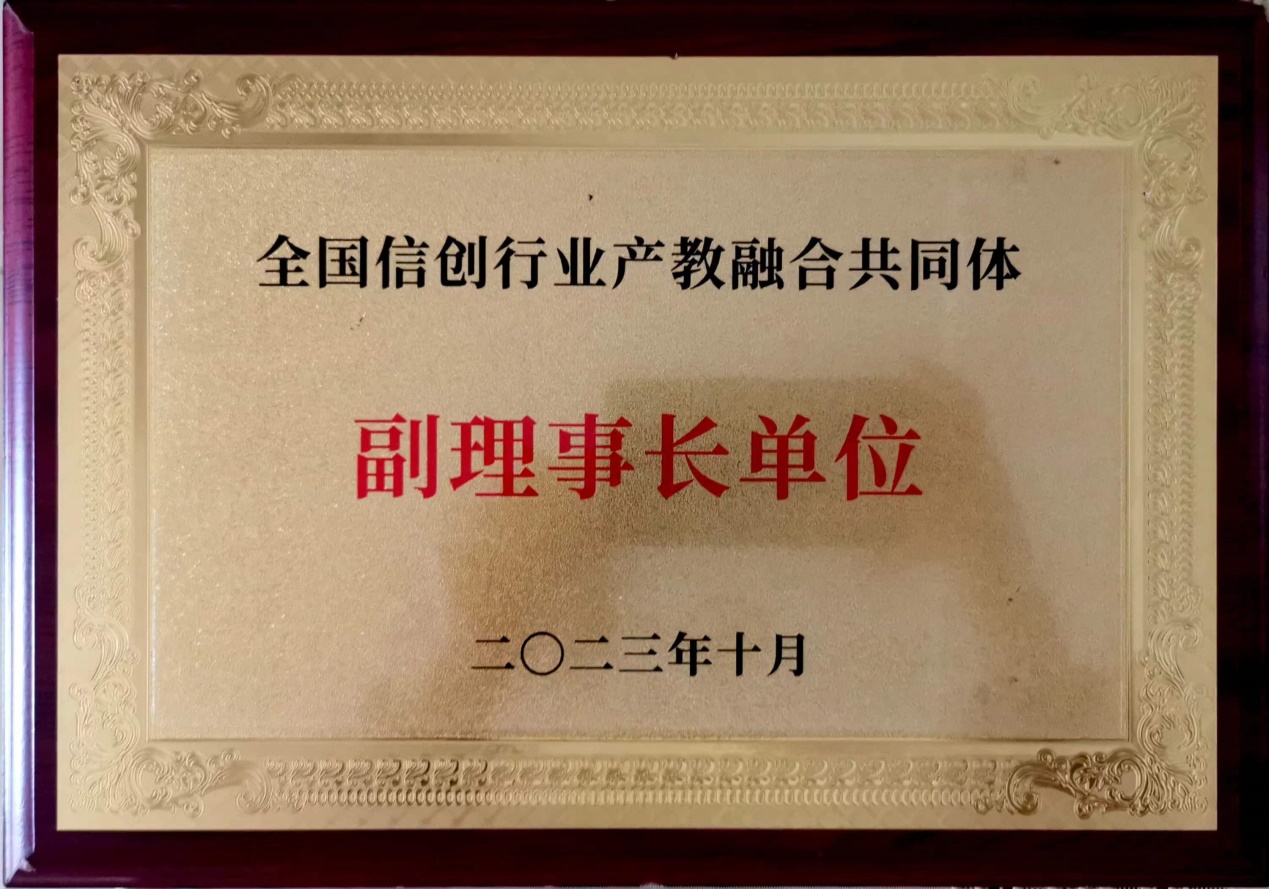 全国信创行业产教融合共同体
副理事长单位
二〇二三年十月